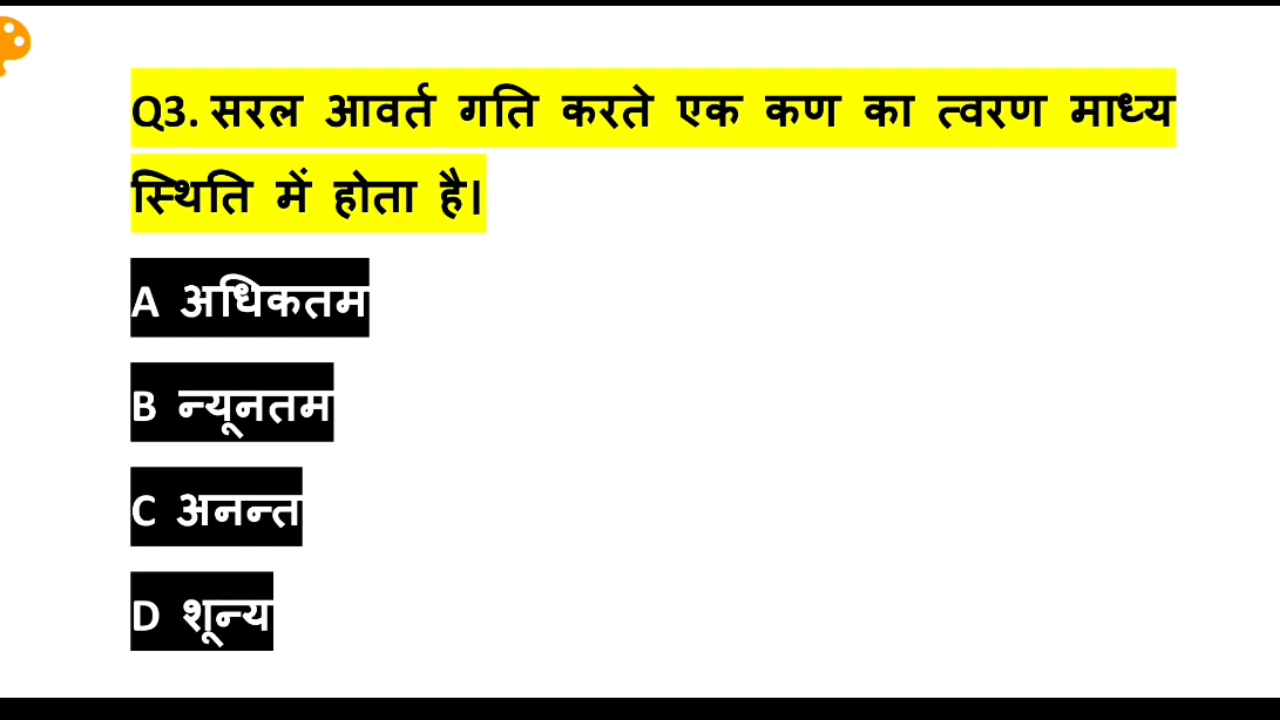 Q3. सरल आवर्त गति करते एक कण का त्वरण माध्य
स्थिति में होता है।
A अधिकतम
B न्यूनतम
C अनन्त
D शून्य